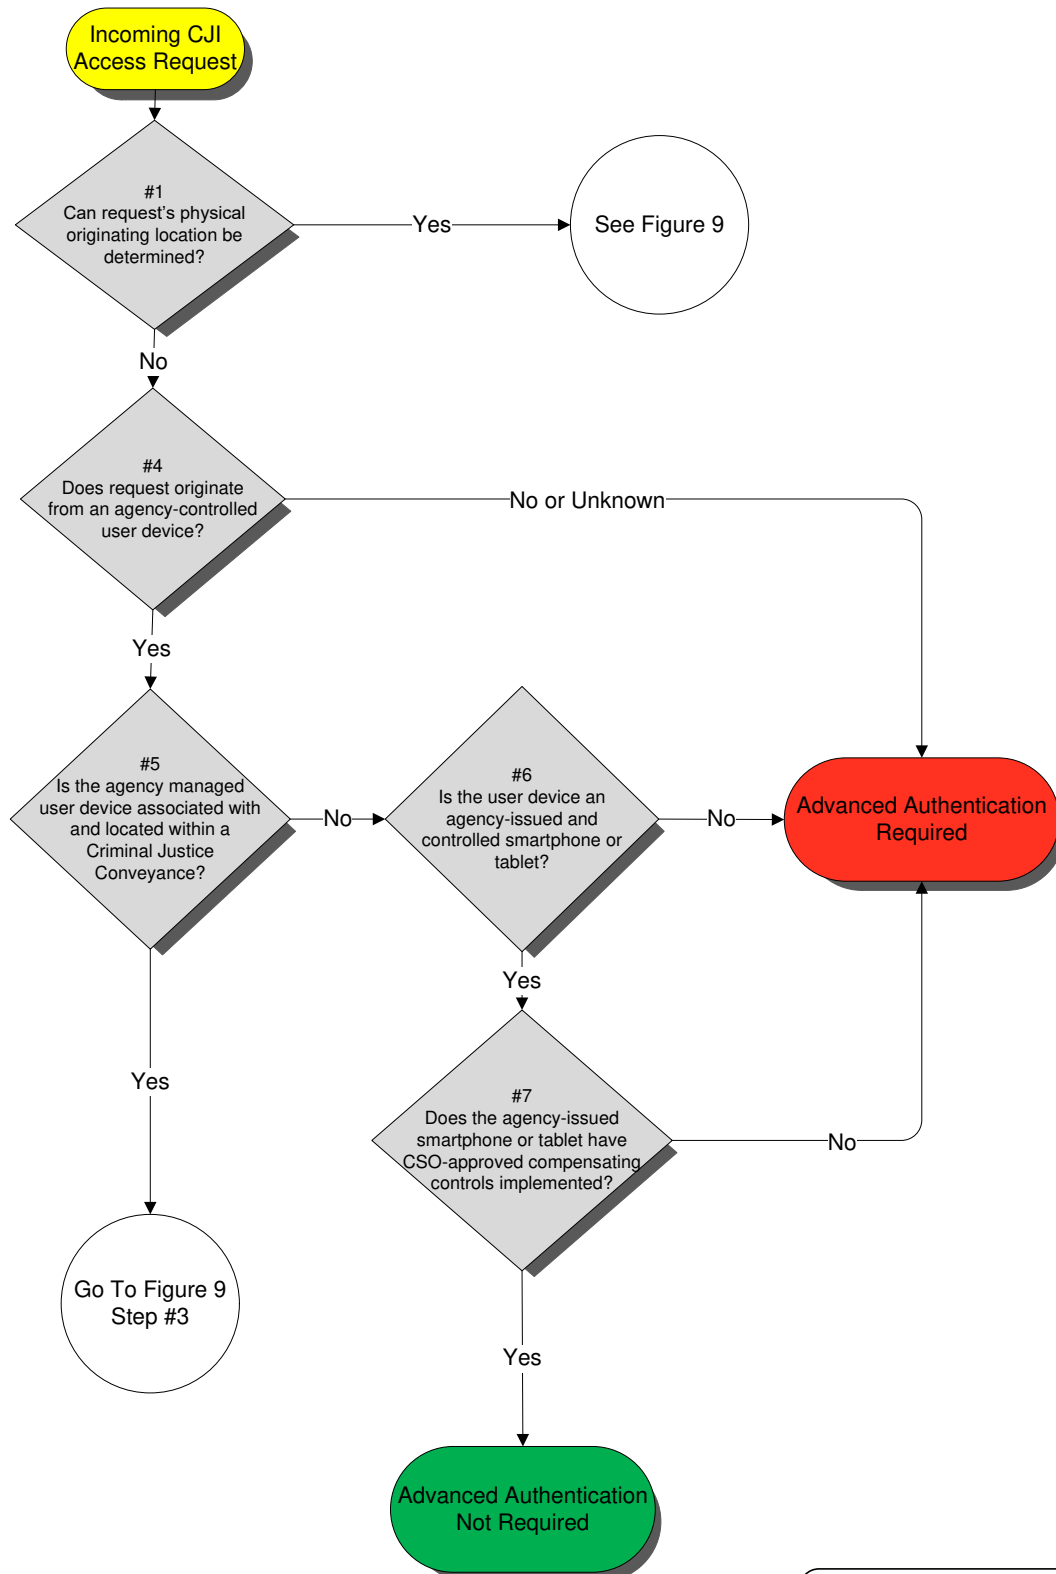 Incoming CJI
Access Request
#1
Can request's physical
originating location be
determined?
Yes
See Figure 9
No
#4
Does request originate
from an agency-controlled
user device?
No or Unknown
Yes
#5
Is the agency managed
user device associated with
and located within a
Criminal Justice
Conveyance?
No
#6
Is the user device an
agency-issued and
controlled smartphone or
tablet?
No
Advanced Authentication
Required
Yes
Yes
#7
Does the agency-issued
smartphone or tablet have
CSO-approved compensating
controls implemented?
No
Go To Figure 9
Step #3
Yes
Advanced Authentication
Not Required